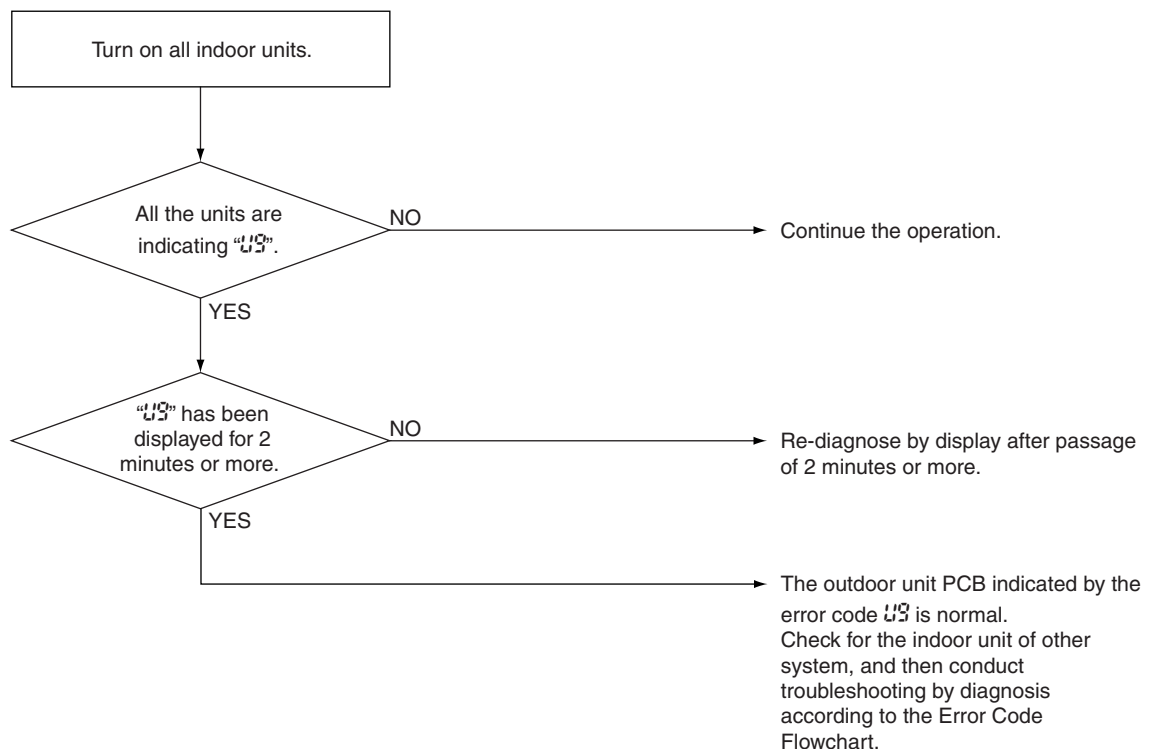 Turn on all indoor units.
All the units are
indicating “U9”.
NO
Continue the operation.
YES
“U9” has been
displayed for 2
minutes or more.
NO
Re-diagnose by display after passage
of 2 minutes or more.
YES
The outdoor unit PCB indicated by the
error code U9 is normal.
Check for the indoor unit of other
system, and then conduct
troubleshooting by diagnosis
according to the Error Code
Flowchart.